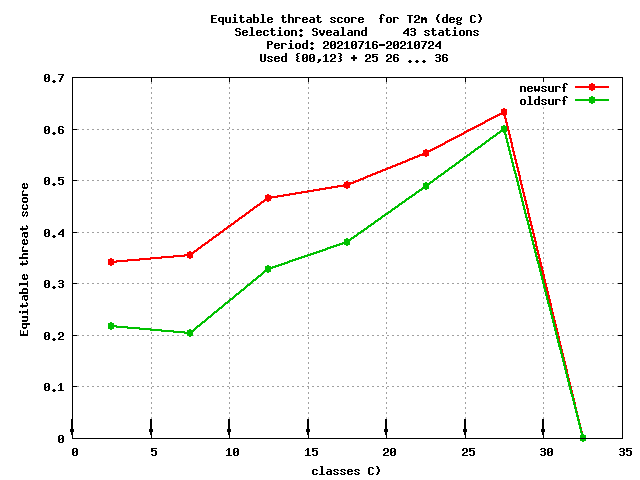 Equitable threat score  for T2m (deg C)
Selection: Svealand     43 stations
Period: 20210716-20210724
Used {00,12} + 25 26 ... 36
newsurf
oldsurf
Equitable threat score
0.7
0.6
0.5
0.4
0.3
0.2
0.1
0
0 5 10 15 20 25 30 35
classes C)